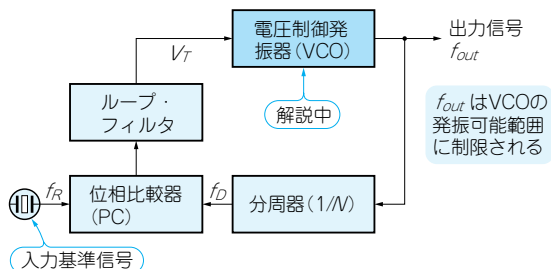 電圧制御発
振器(VCO)
出力信号
fout
VT
ループ・
フィルタ
解説中
fout はVCOの
発振可能範囲
に制限される
fR
位相比較器
(PC)
fD
分周器(1/N)
入力基準信号